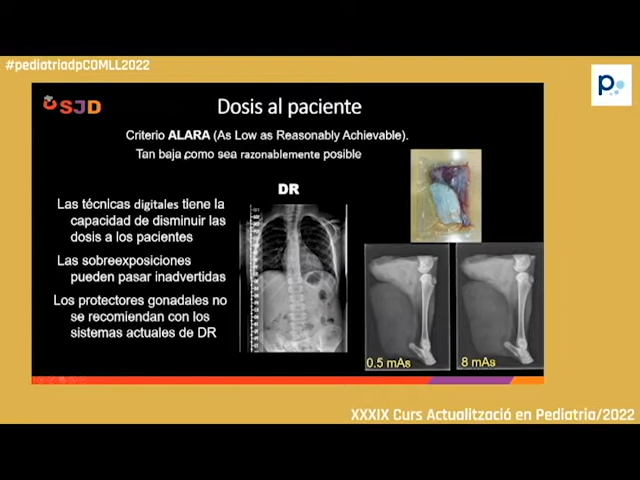 #pediatriadpCOMLL2022
p
SJD
Dosis al paciente
Criterio ALARA (As Low as Reasonably Achievable).
Tan baja como sea razonablemente posible
DR
Las técnicas digitales tiene la
capacidad de disminuir las
dosis a los pacientes
Las sobreexposiciones
pueden pasar inadvertidas
Los protectores gonadales no
se recomiendan con los
sistemas actuales de DR
0.5 mAs
8 mAs
XXXIX Curs Actualització en Pediatria/2022